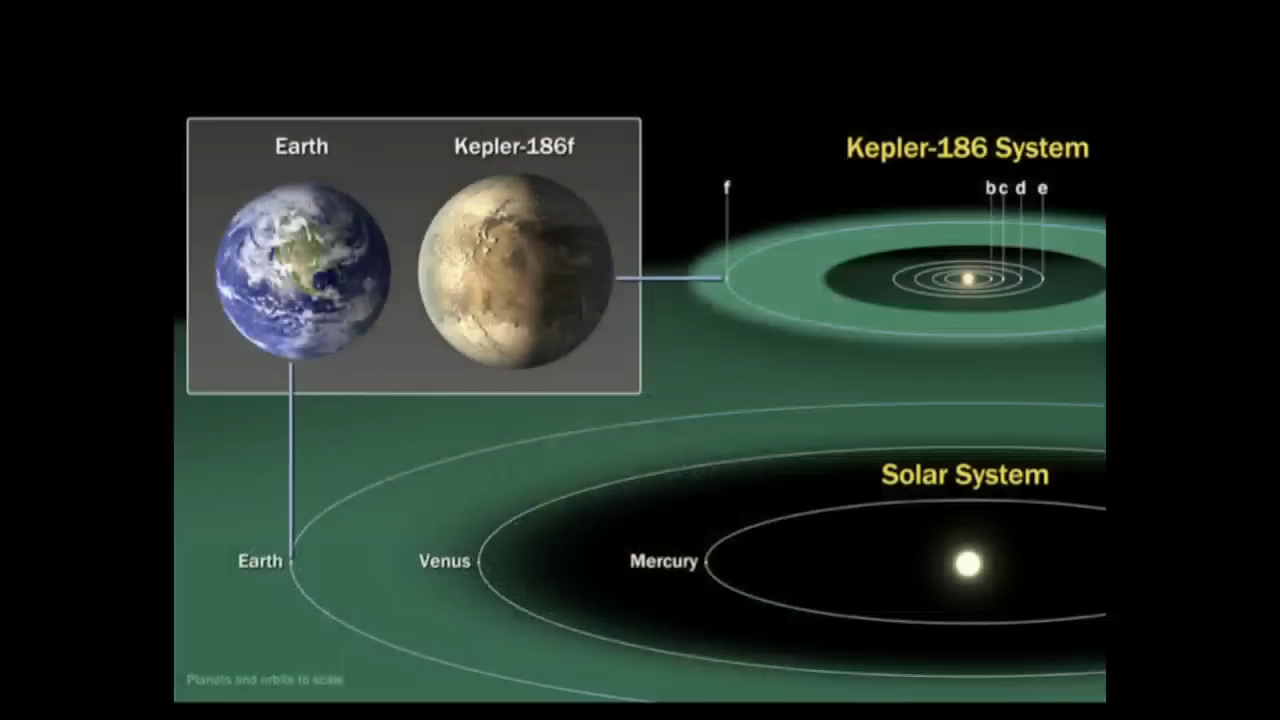 Earth
Kepler-186f
Kepler-186 System
f
b c d e
Solar System
Earth
Venus
Mercury
Planets and orbits to scale